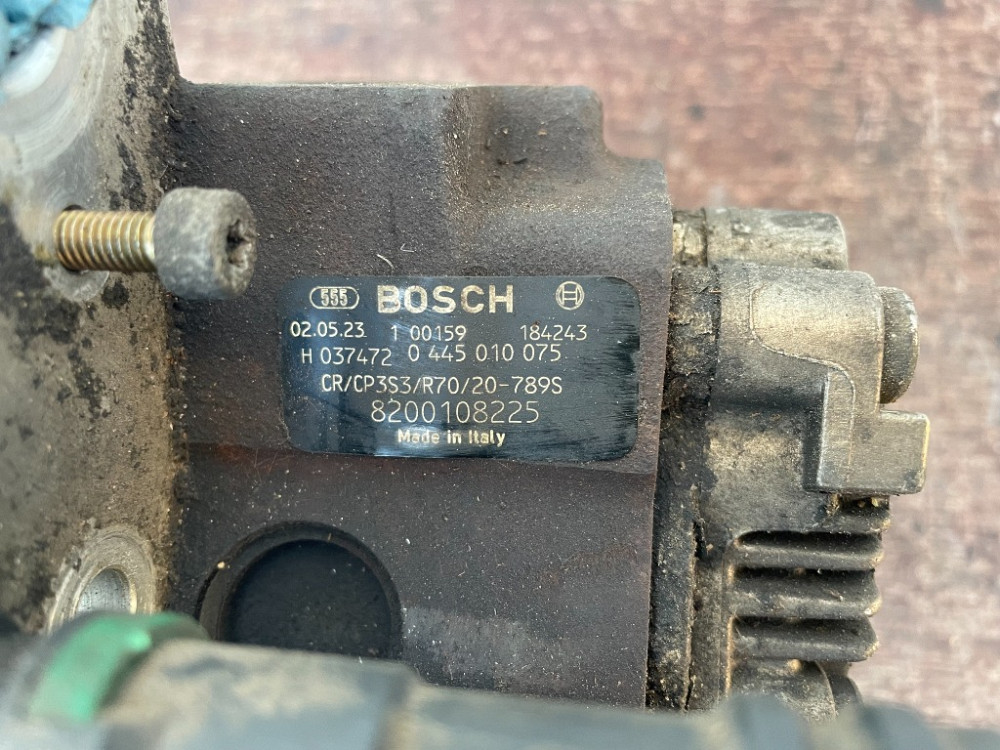 555 BOSCH
02.05.23. 1 00159 184243
H 037472 0 445 010 075
CR/CP3S3/R70/20-789S
8200108225
Made in Italy